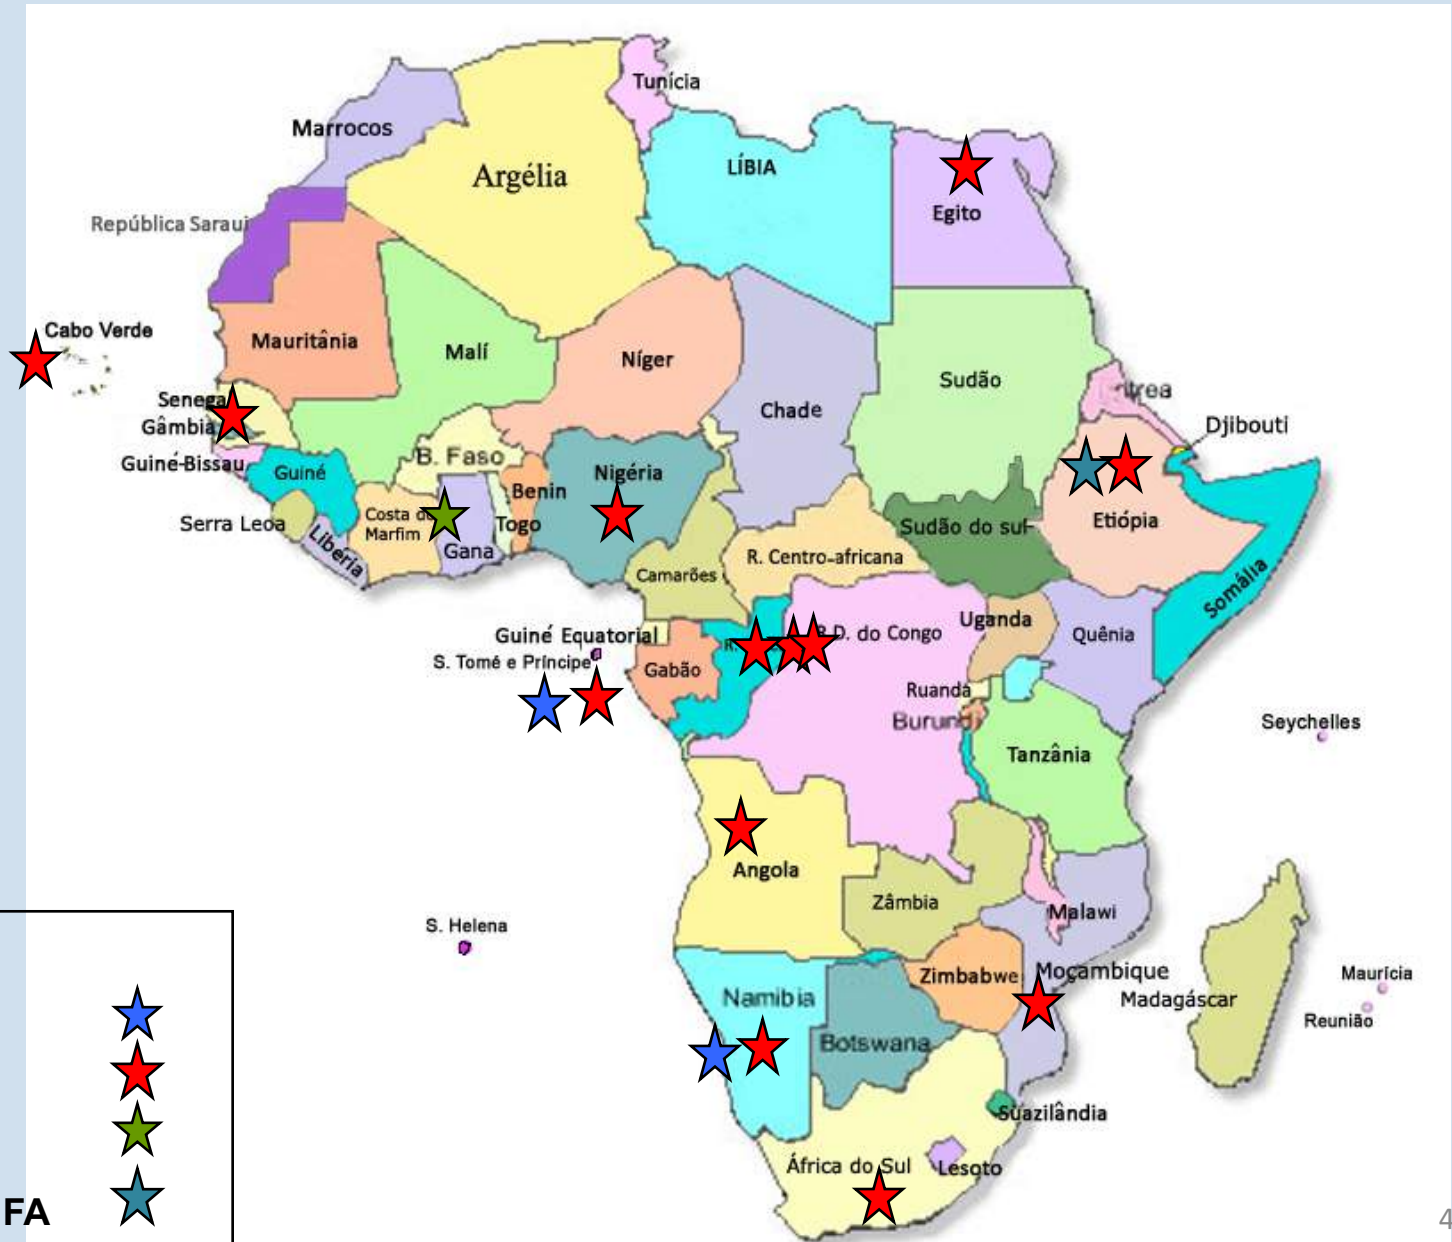 Tunícia
Marrocos
LÍBIA
Argélia
Egito
República Saraui
Cabo Verde
Mauritânia
Malí
Níger
Sudão
Chade
Senegal
Gâmbia
Djibouti
Guiné-Bissau
Guiné
B. Faso
Nigéria
Benin
Serra Leoa
Costa do
Marfim
Togo
Gana
Libéria
Sudão do sul
Etiópia
R. Centro-africana
Camarões
Somália
Uganda
Quênia
Guiné Equatorial
R.D. do Congo
S. Tomé e Príncipe
Gabão
Ruanda
Burundi
Seychelles
Tanzânia
Angola
Zâmbia
Malawi
S. Helena
Zimbabwe
Moçambique
Maurícia
Namibia
Madagáscar
Reunião
Botswana
Suazilândia
África do Sul
Lesoto
FA
4